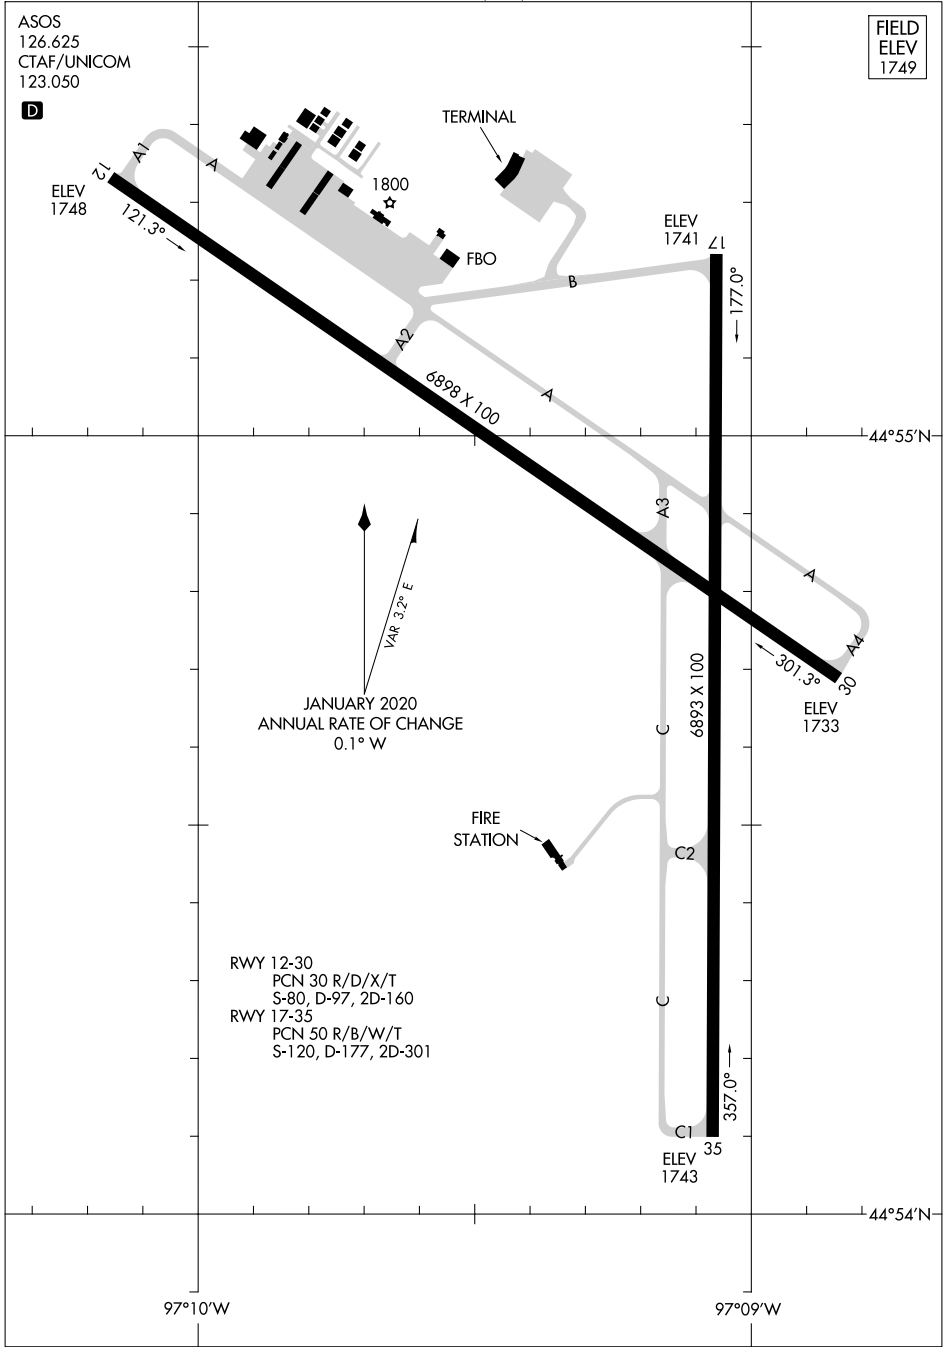 ASOS
126.625
CTAF/UNICOM
123.050
D
FIELD
ELEV
1749
TERMINAL
A1
A
12
ELEV
1748
121.3°
1800
FBO
ELEV
1741
17
B
177.0°
A2
6898 X 100
A
44°55'N
A3
A
VAR 3.2° E
A4
301.3°
30
ELEV
1733
JANUARY 2020
ANNUAL RATE OF CHANGE
0.1° W
C
6893 X 100
FIRE
STATION
C2
RWY 12-30
PCN 30 R/D/X/T
S-80, D-97, 2D-160
RWY 17-35
PCN 50 R/B/W/T
S-120, D-177, 2D-301
C
357.0°
C1
35
ELEV
1743
44°54'N
97°10'W
97°09'W